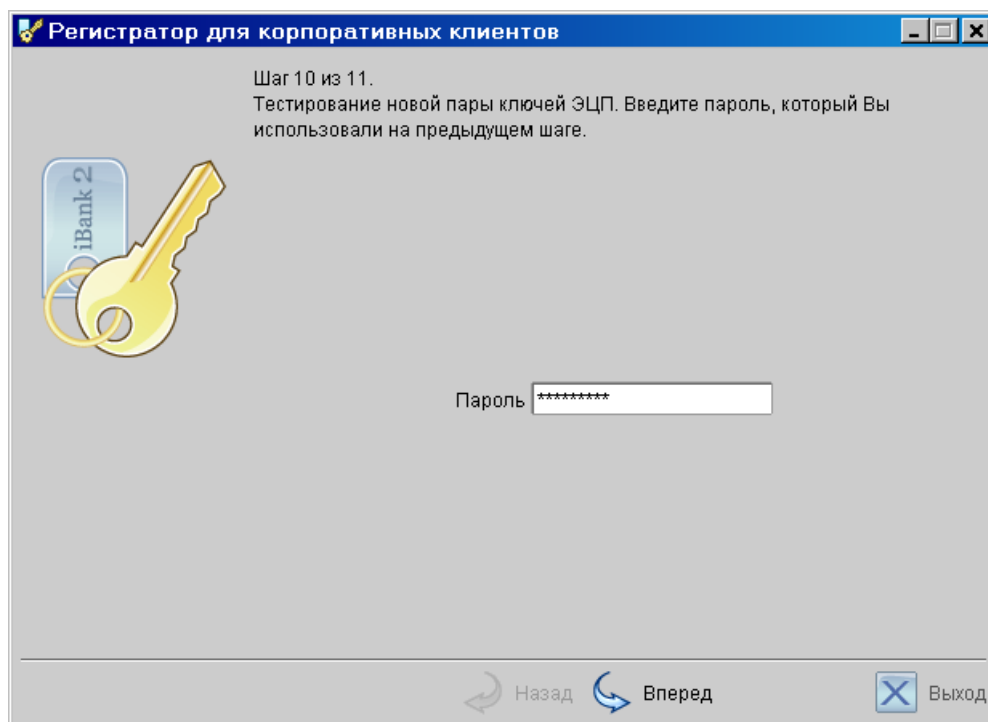 Регистратор для корпоративных клиентов
Шаг 10 из 11.
Тестирование новой пары ключей ЭЦП. Введите пароль, который Вы
использовали на предыдущем шаге.
iBank 2
Пароль *********
Назад Вперед Выход